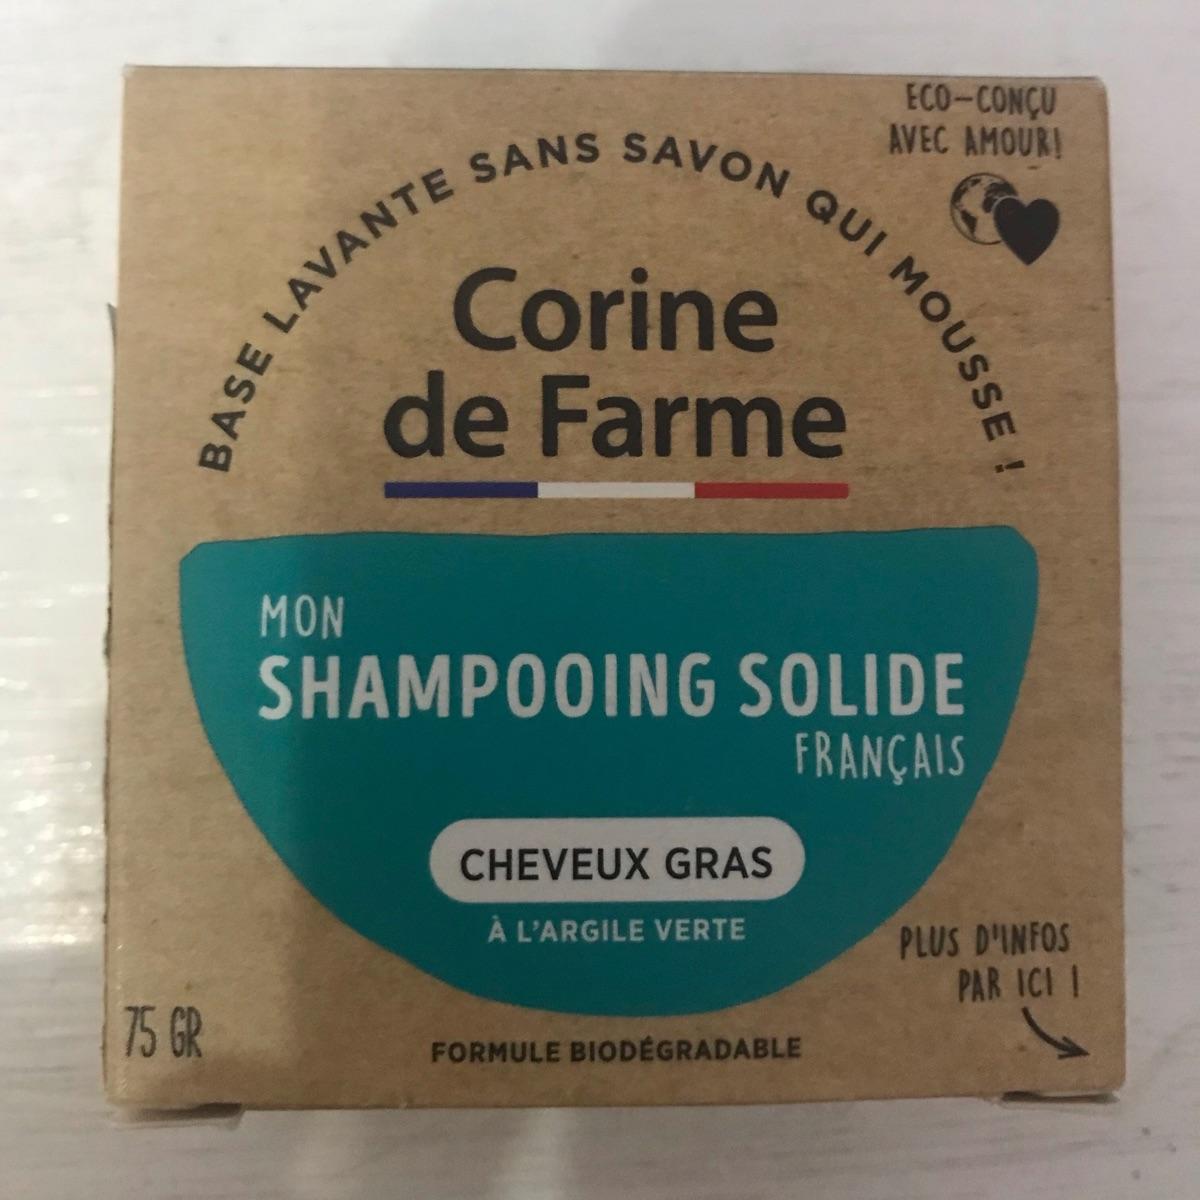 ECO-CONÇU
AVEC AMOUR!
BASE LAVANTE SANS SAVON QUI MOUSSE !
Corine
de Farme
MON
SHAMPOOING SOLIDE
FRANÇAIS
CHEVEUX GRAS
À L'ARGILE VERTE
PLUS D'INFOS
PAR ICI !
75 GR
FORMULE BIODÉGRADABLE